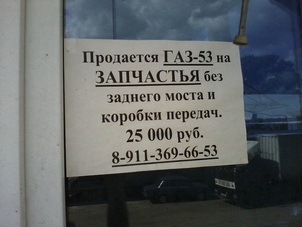 Продается ГАЗ-53 на
ЗАПЧАСТЬЯ без
заднего моста и
коробки передач.
25 000 руб.
8-911-369-66-53